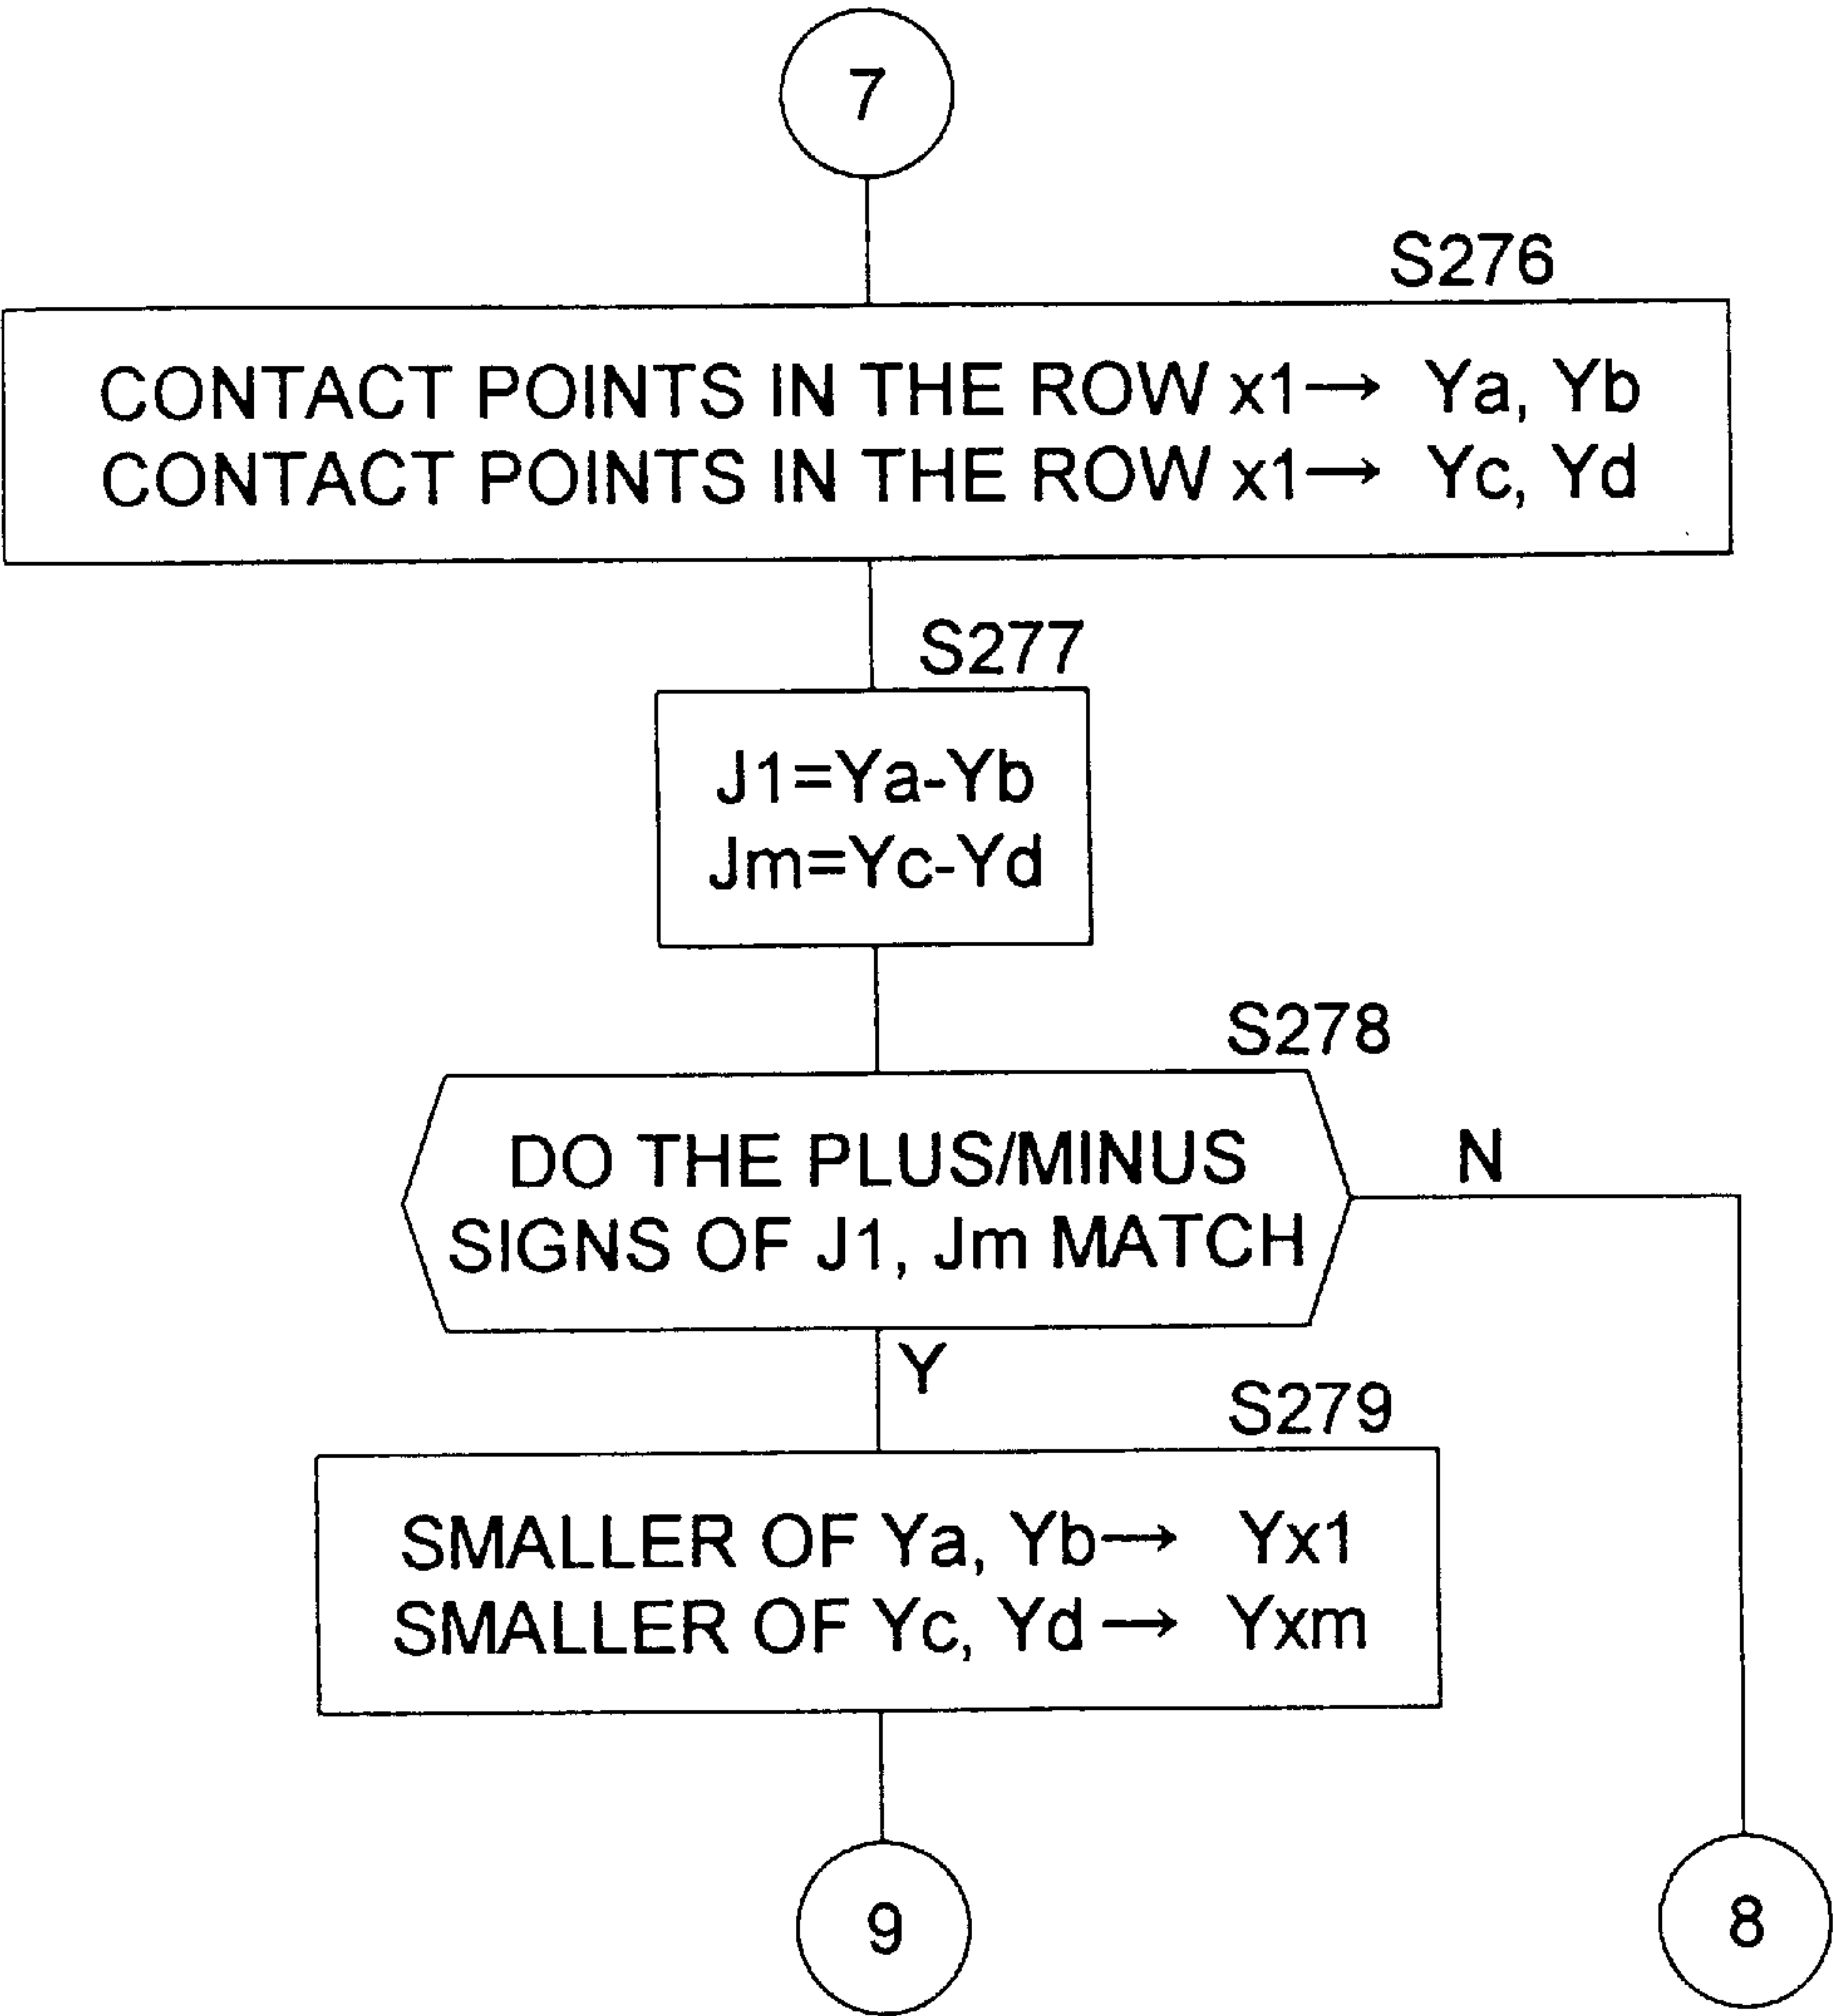 7
S276
CONTACT POINTS IN THE ROW x1→ Ya, Yb
CONTACT POINTS IN THE ROW x1→ Yc, Yd
S277
J1=Ya-Yb
Jm=Yc-Yd
S278
DO THE PLUS/MINUS
SIGNS OF J1, Jm MATCH
N
Y
S279
SMALLER OF Ya, Yb→ Yx1
SMALLER OF Yc, Yd→ Yxm
9
8